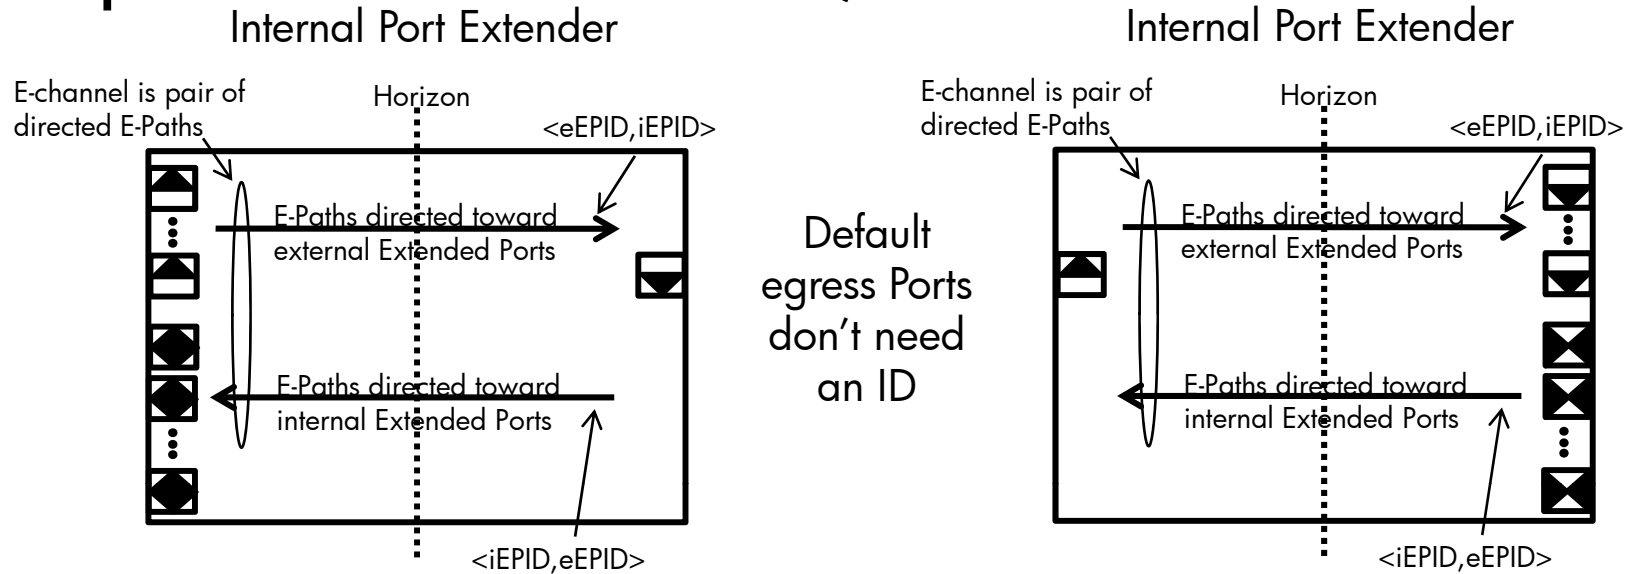 Internal Port Extender
E-channel is pair of
directed E-Paths
Horizon
<eEPID,iEPID>
E-Paths directed toward
external Extended Ports
E-Paths directed toward
internal Extended Ports
<iEPID,eEPID>
Default
egress Ports
don't need
an ID
Internal Port Extender
E-channel is pair of
directed E-Paths
Horizon
<eEPID,iEPID>
E-Paths directed toward
external Extended Ports
E-Paths directed toward
internal Extended Ports
<iEPID,eEPID>